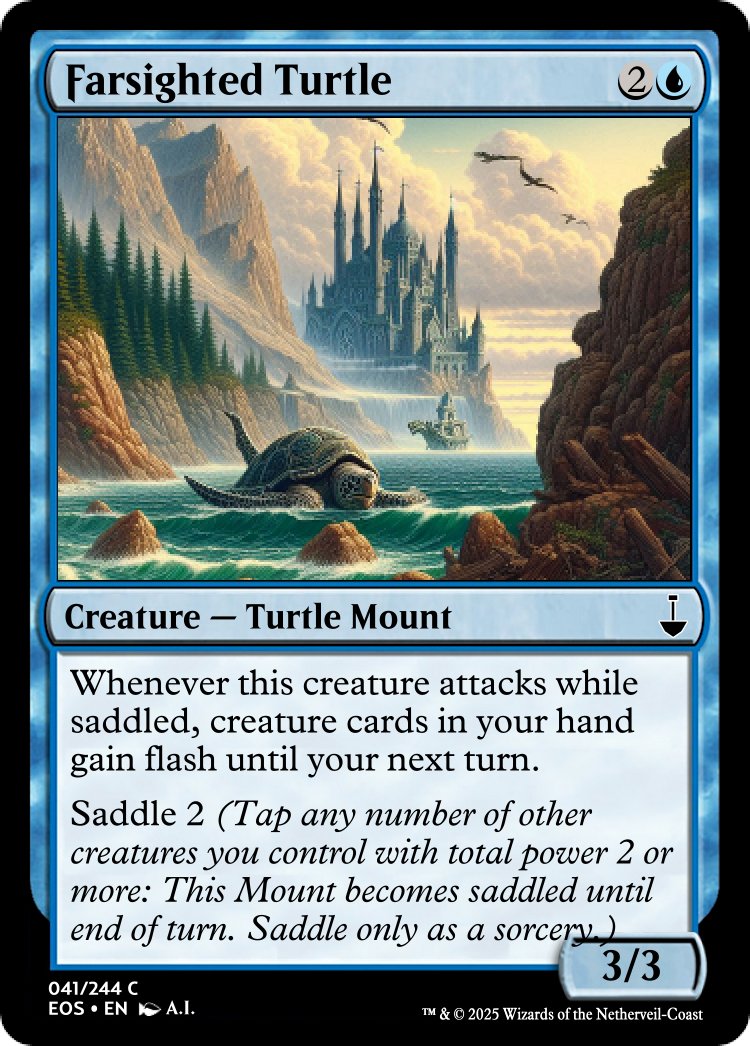 Farsighted Turtle 2
Creature — Turtle Mount
Whenever this creature attacks while
saddled, creature cards in your hand
gain flash until your next turn.
Saddle 2 (Tap any number of other
creatures you control with total power 2 or
more: This Mount becomes saddled until
end of turn. Saddle only as a sorcery.)
3/3
041/244 C
EOS • EN A.I.
™ & © 2025 Wizards of the Netherveil-Coast